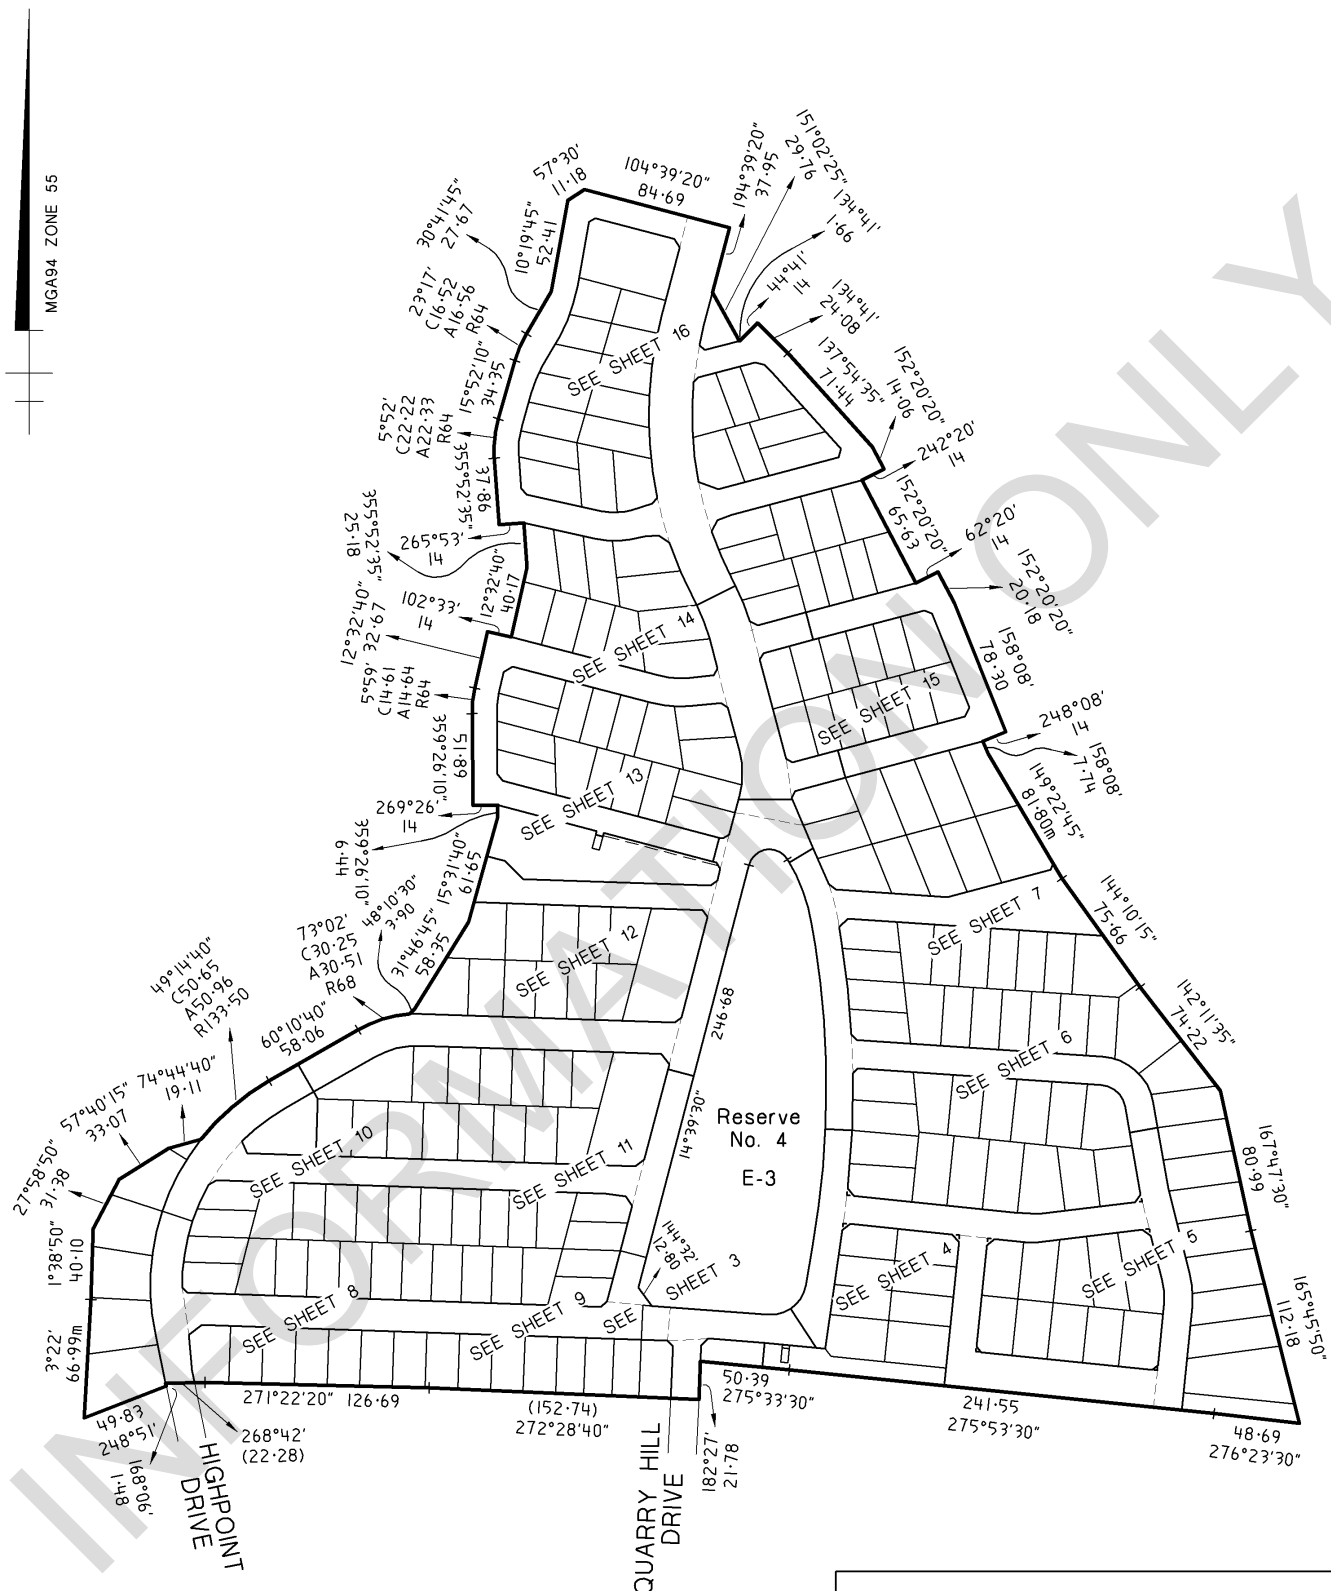 MGA94 ZONE 55
57°30'
11·18
104°39'20"
84·69
194°39'20"
37·95
151°02'25"
29·76
134°41'
1·66
44°41'
14
134°41'
24·08
137°54'35"
71·44
152°20'20"
14·06
242°20'
14
152°20'20"
65·63
62°20'
14
152°20'20"
20·18
158°08'
78·30
248°08'
14
158°08'
7·74
149°22'45"
81·80m
144°10'15"
75·66
142°11'35"
74·22
167°47'30"
80·99
165°45'50"
112·18
48·69
276°23'30"
241·55
275°53'30"
50·39
275°33'30"
182°27'
21·78
(152·74)
272°28'40"
271°22'20" 126·69
268°42'
(22·28)
168°06'
1·48
49·83
248°51'
3°22'
66·99m
1°38'50"
40·10
27°58'50"
31·38
57°40'15"
33·07
74°44'40"
19·11
49°14'40"
C50·65
A50·96
R133·50
60°10'40"
58·06
73°02'
C30·25
A30·51
R68
48°10'30"
3·90
31°46'45"
58·35
15°31'40"
59·19
359°26'10"
6·44
269°26'
14
359°26'10"
51·89
5°59'
C14·61
A14·64
R64
12°32'40"
32·67
102°33'
14
12°32'40"
40·17
355°52'35"
25·18
265°53'
14
355°52'35"
37·86
5°52'
C22·22
A22·33
R64
15°52'10"
34·35
23°17'
C16·52
A16·56
R64
30°41'45"
27·67
10°19'45"
52·41
SEE SHEET 16
SEE SHEET 14
SEE SHEET 15
SEE SHEET 13
SEE SHEET 12
SEE SHEET 7
SEE SHEET 6
SEE SHEET 10
SEE SHEET 11
SEE SHEET 8
SEE SHEET 9
SEE SHEET 3
SEE SHEET 4
SEE SHEET 5
246·68
14°39'30"
144°32'
12·80
Reserve
No. 4
E-3
HIGHPOINT
DRIVE
QUARRY HILL
DRIVE
INFORMATION ONLY